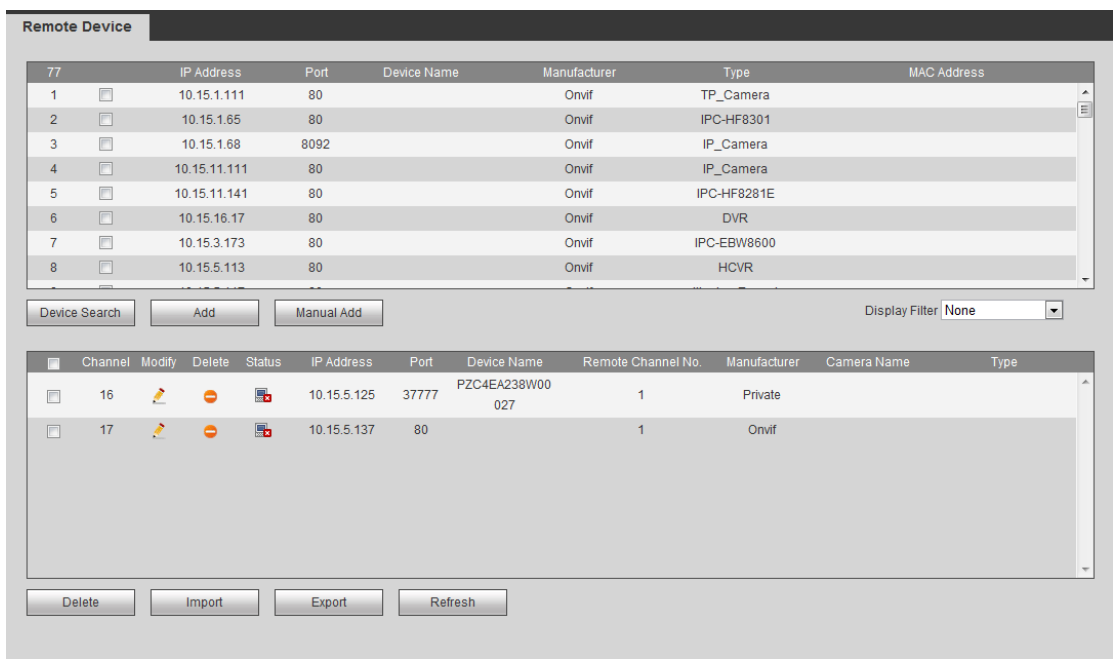 Remote Device
77 IP Address Port Device Name Manufacturer Type MAC Address
1 10.15.1.111 80 Onvif TP_Camera
2 10.15.1.65 80 Onvif IPC-HF8301
3 10.15.1.68 8092 Onvif IP_Camera
4 10.15.11.111 80 Onvif IP_Camera
5 10.15.11.141 80 Onvif IPC-HF8281E
6 10.15.16.17 80 Onvif DVR
7 10.15.3.173 80 Onvif IPC-EBW8600
8 10.15.5.113 80 Onvif HCVR
Device Search Add Manual Add Display Filter None
Channel Modify Delete Status IP Address Port Device Name Remote Channel No. Manufacturer Camera Name Type
16 10.15.5.125 37777 PZC4EA238W00 1 Private
027
17 10.15.5.137 80 1 Onvif
Delete Import Export Refresh